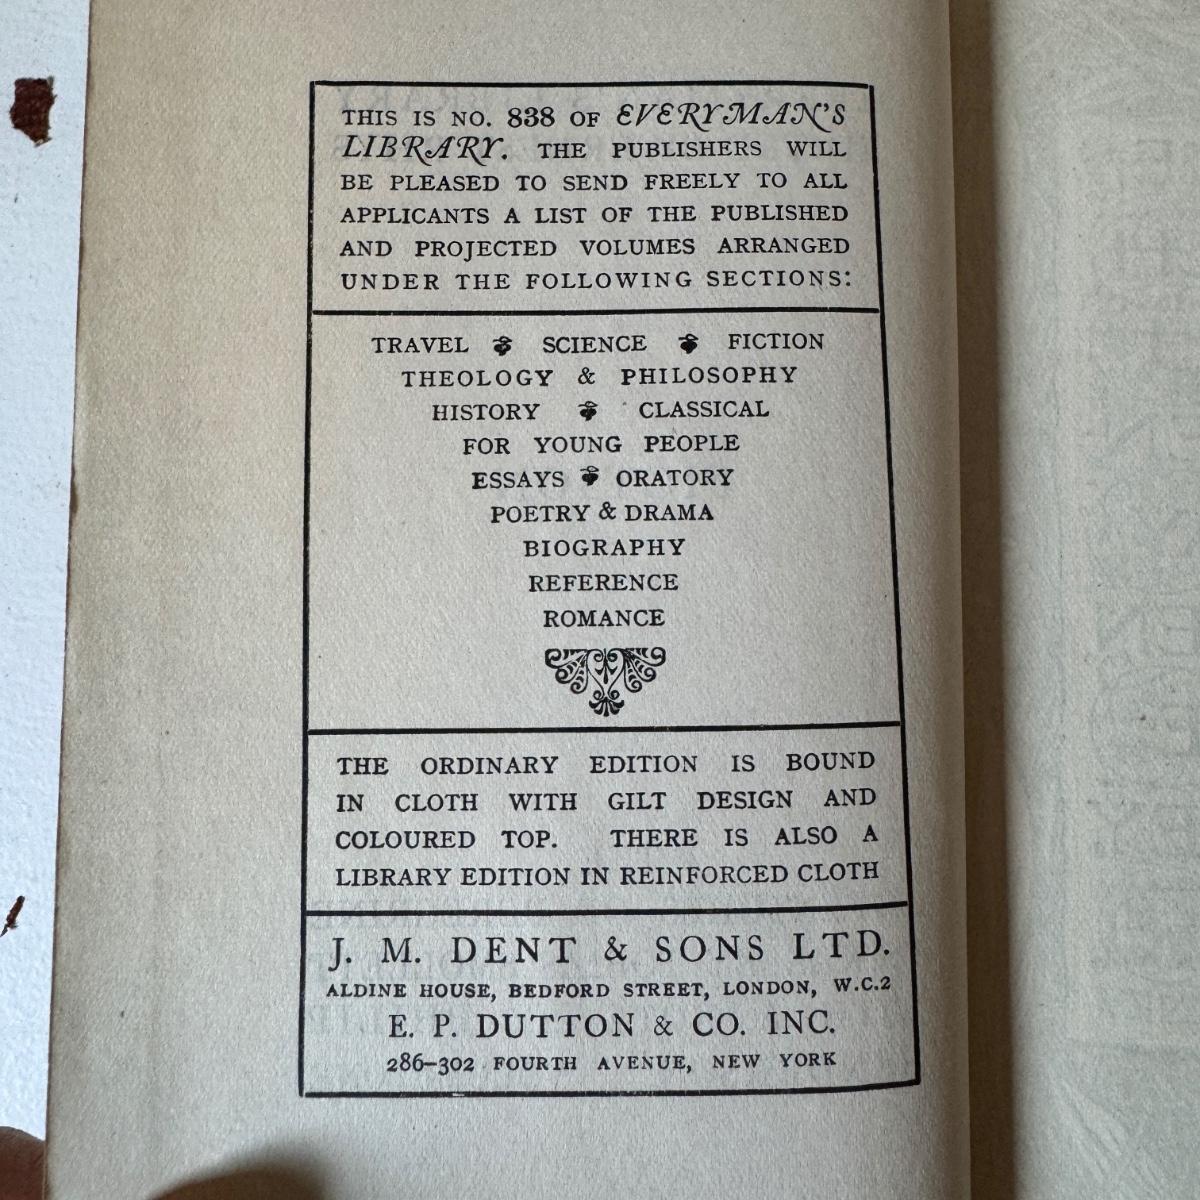 THIS IS NO. 838 OF EVERYMAN'S
LIBRARY. THE PUBLISHERS WILL
BE PLEASED TO SEND FREELY TO ALL
APPLICANTS A LIST OF THE PUBLISHED
AND PROJECTED VOLUMES ARRANGED
UNDER THE FOLLOWING SECTIONS:
TRAVEL SCIENCE FICTION
THEOLOGY & PHILOSOPHY
HISTORY CLASSICAL
FOR YOUNG PEOPLE
ESSAYS ORATORY
POETRY & DRAMA
BIOGRAPHY
REFERENCE
ROMANCE
THE ORDINARY EDITION IS BOUND
IN CLOTH WITH GILT DESIGN AND
COLOURED TOP. THERE IS ALSO A
LIBRARY EDITION IN REINFORCED CLOTH
J. M. DENT & SONS LTD.
ALDINE HOUSE, BEDFORD STREET, LONDON, W.C.2
E. P. DUTTON & CO. INC.
286–302 FOURTH AVENUE, NEW YORK